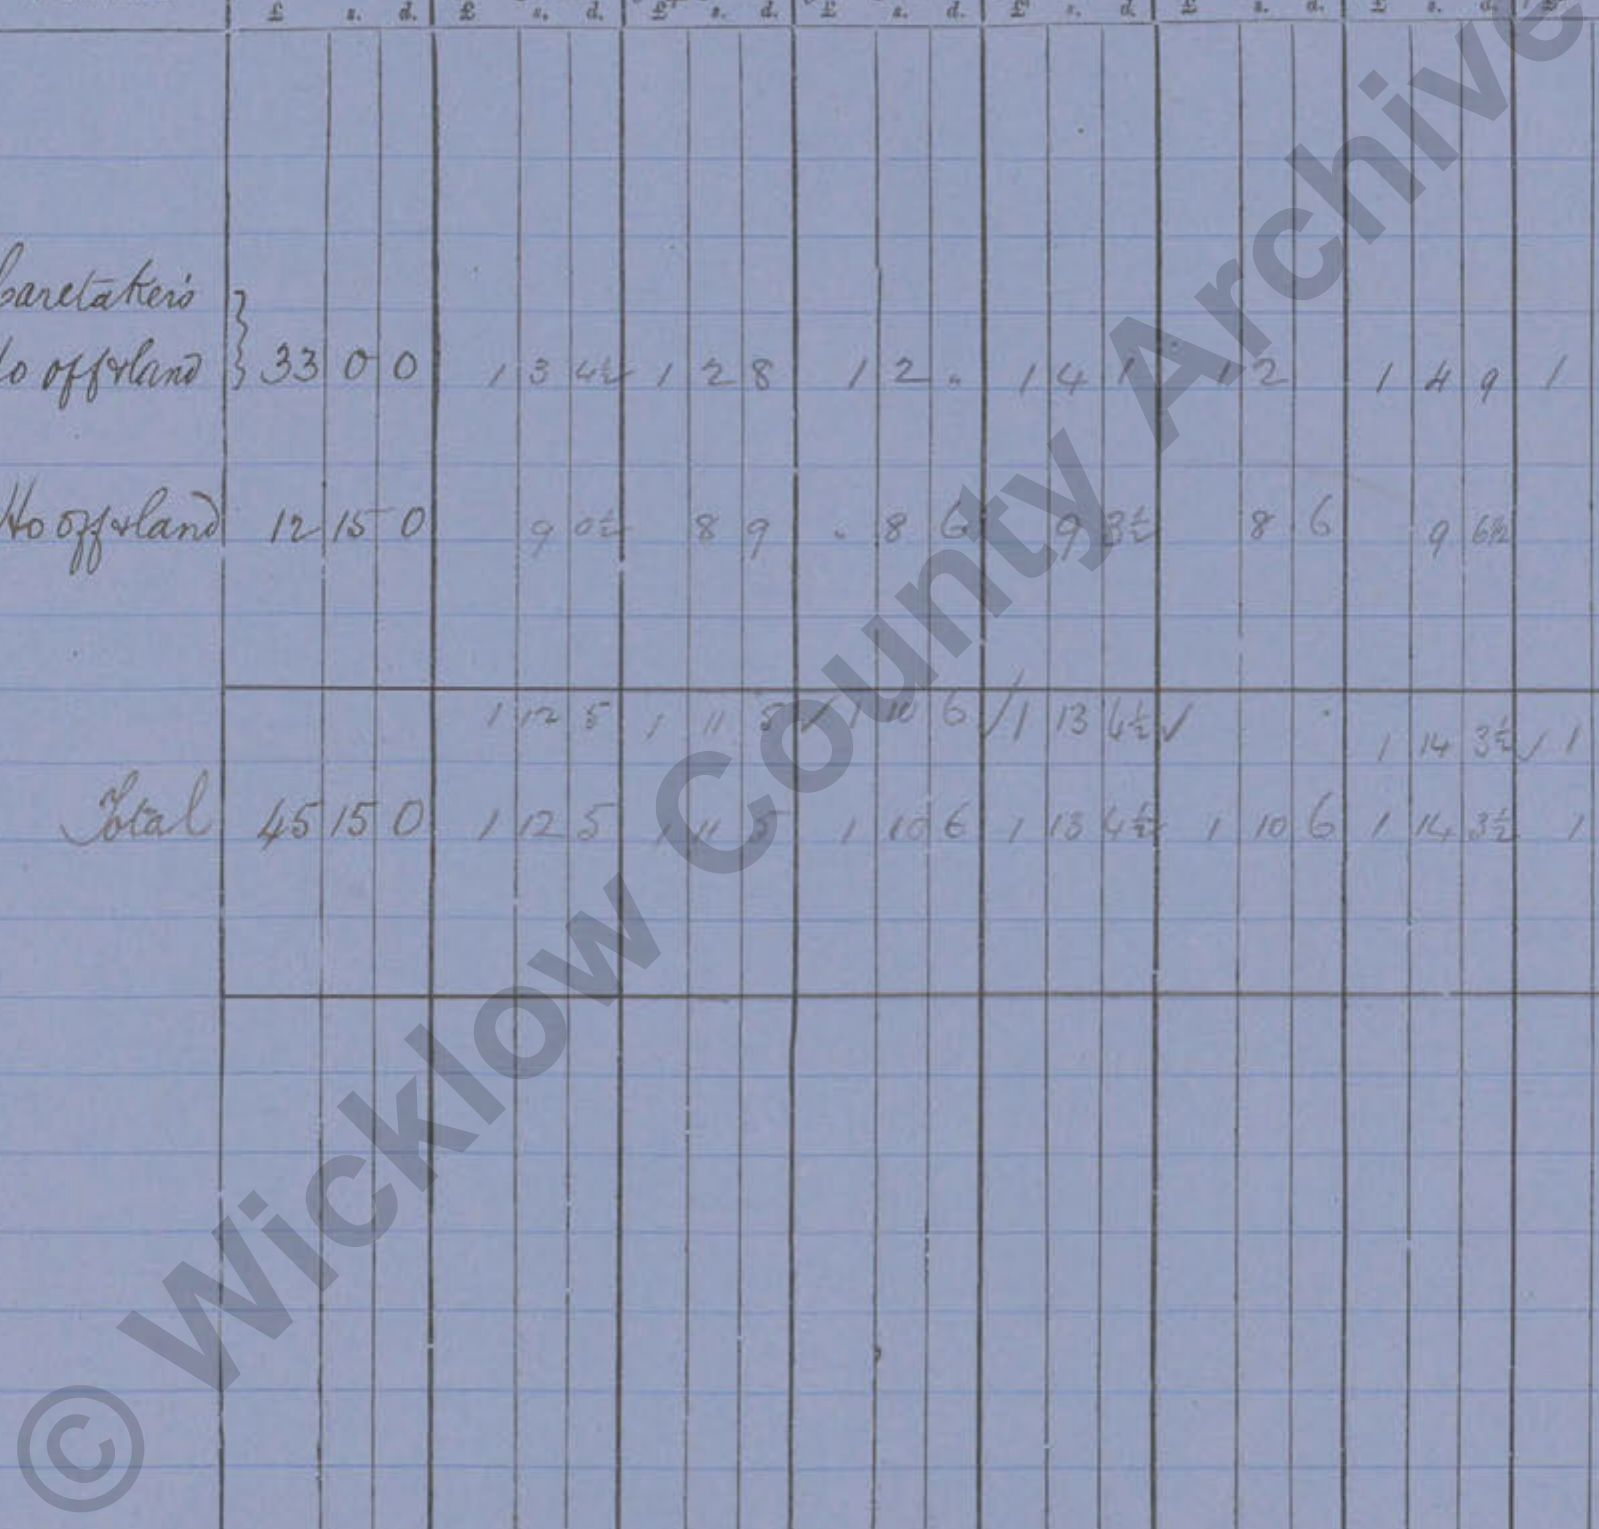 £ s. d. £ s. d. £ s. d. £ s. d. £ s. d. £ s. d. £ s. d. £
Caretaker's
Ho off & land } 33 0 0 1 3 4½ 1 2 8 1 2 " 1 4 1 1 2 1 4 9 1
Ho off & land 12 15 0 9 0½ 8 9 . 8 6 9 3½ 8 6 9 6½
1 12 5 1 11 5 ✓ 1 10 6 / 1 13 4½ ✓ 1 14 3½ ✓ 1
Total 45 15 0 1 12 5 1 11 5 1 10 6 1 13 4½ 1 10 6 1 14 3½ 1
© Wicklow County Archive